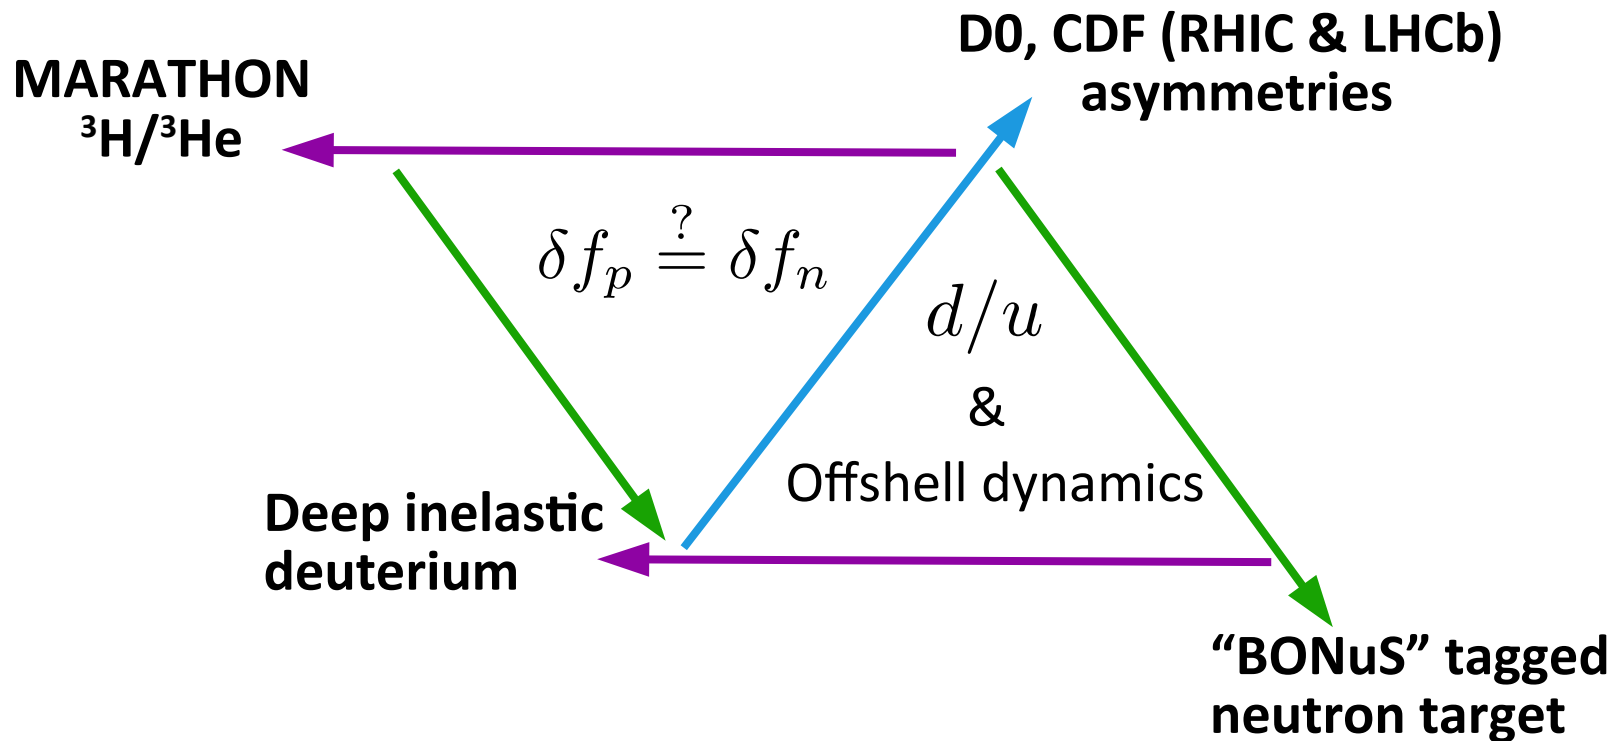 D0, CDF (RHIC & LHCb)
asymmetries
MARATHON
³H/³He
δf_p ≟ δf_n
d/u
&
Offshell dynamics
Deep inelastic
deuterium
“BONuS” tagged
neutron target